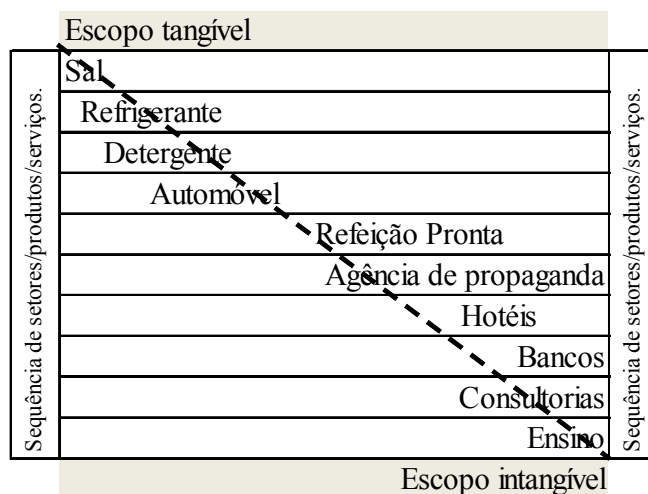 Escopo tangível
Sequência de setores/produtos/serviços.
Sal
Refrigerante
Detergente
Automóvel
Refeição Pronta
Agência de propaganda
Hotéis
Bancos
Consultorias
Ensino
Sequência de setores/produtos/serviços.
Escopo intangível